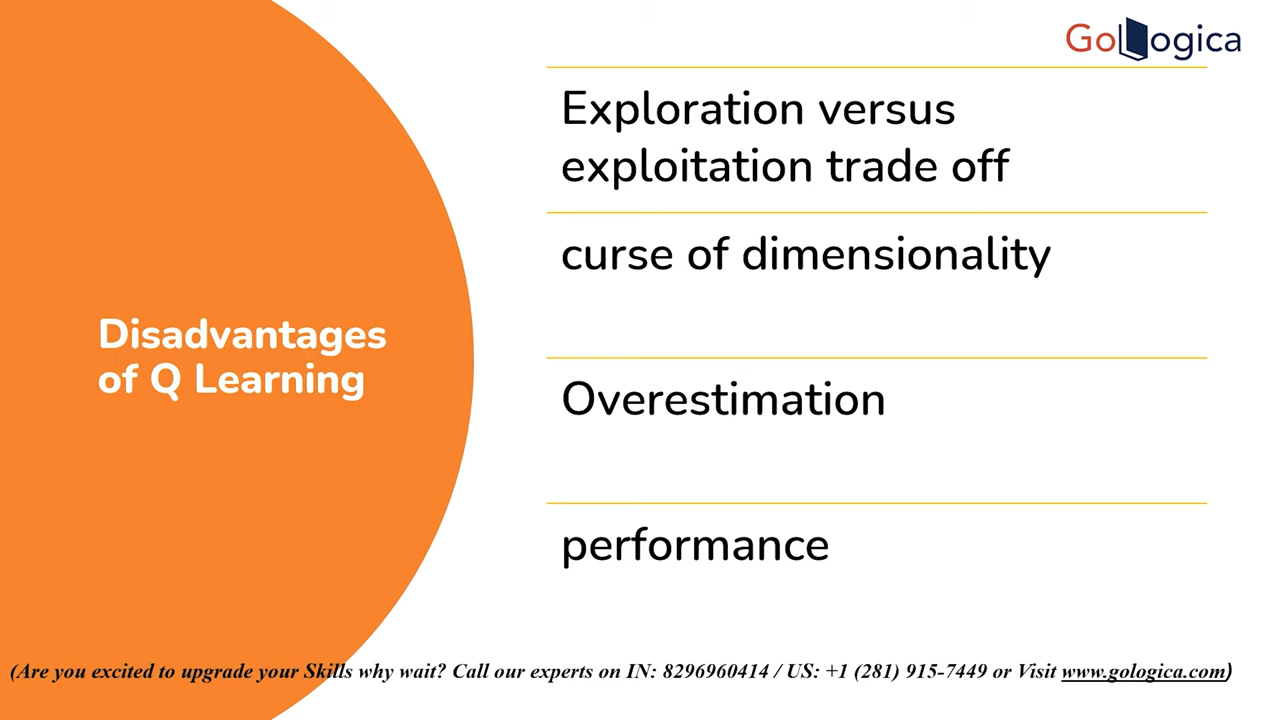 GoLogica
Exploration versus
exploitation trade off
curse of dimensionality
Disadvantages
of Q Learning
Overestimation
performance
(Are you excited to upgrade your Skills why wait? Call our experts on IN: 8296960414 / US: +1 (281) 915-7449 or Visit www.gologica.com)